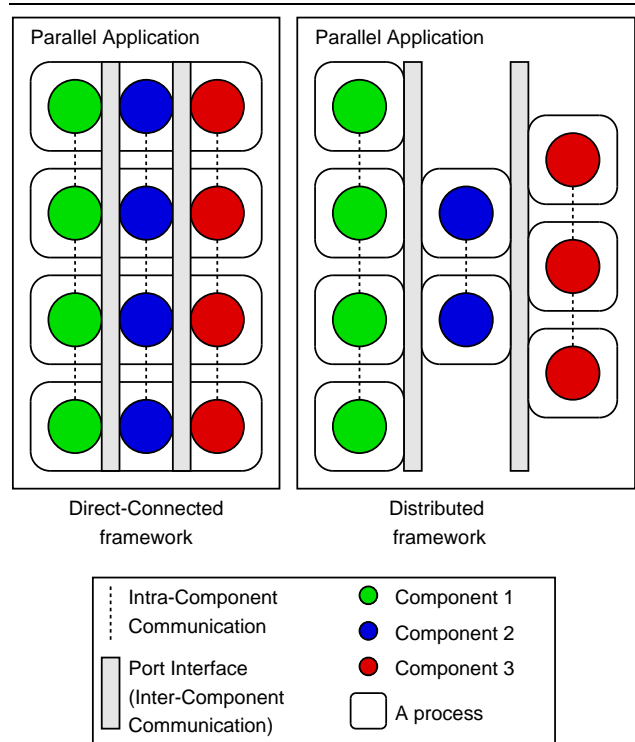 Parallel Application
Direct-Connected
framework
Parallel Application
Distributed
framework
Intra-Component
Communication
Port Interface
(Inter-Component
Communication)
Component 1
Component 2
Component 3
A process